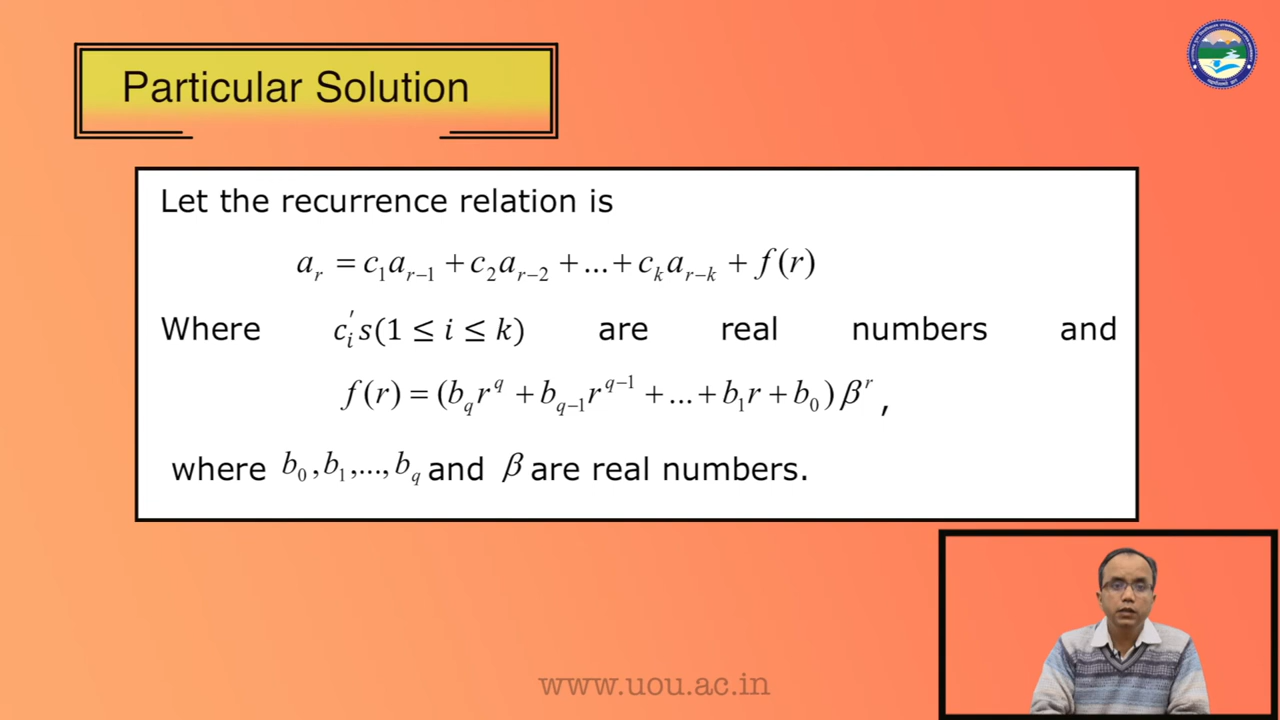 Particular Solution
Let the recurrence relation is
a_r = c_1 a_{r-1} + c_2 a_{r-2} + ... + c_k a_{r-k} + f(r)
Where c_i's(1 ≤ i ≤ k) are real numbers and
f(r) = (b_q r^q + b_{q-1} r^{q-1} + ... + b_1 r + b_0) β^r,
where b_0, b_1, ..., b_q and β are real numbers.
www.uou.ac.in